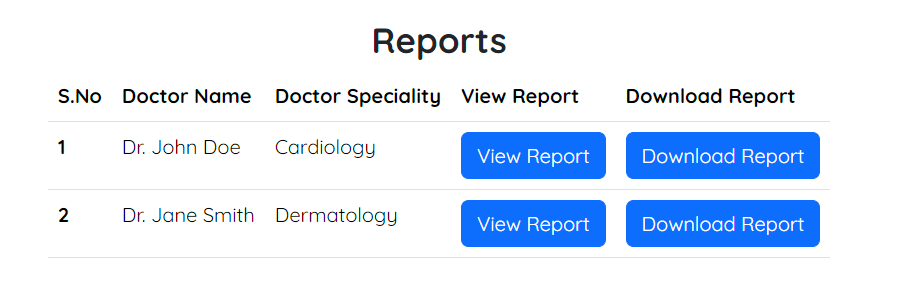 Reports
S.No Doctor Name Doctor Speciality View Report Download Report
1 Dr. John Doe Cardiology View Report Download Report
2 Dr. Jane Smith Dermatology View Report Download Report